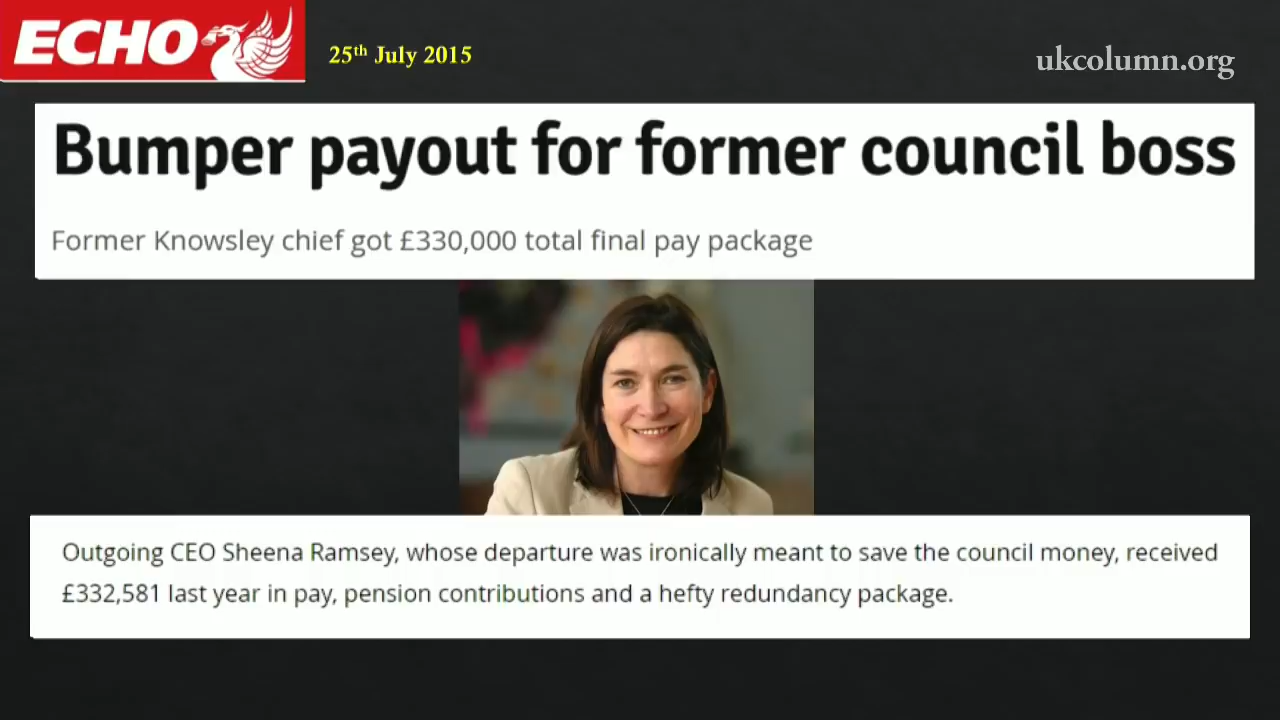 ECHO
25th July 2015
ukcolumn.org
Bumper payout for former council boss
Former Knowsley chief got £330,000 total final pay package
Outgoing CEO Sheena Ramsey, whose departure was ironically meant to save the council money, received
£332,581 last year in pay, pension contributions and a hefty redundancy package.